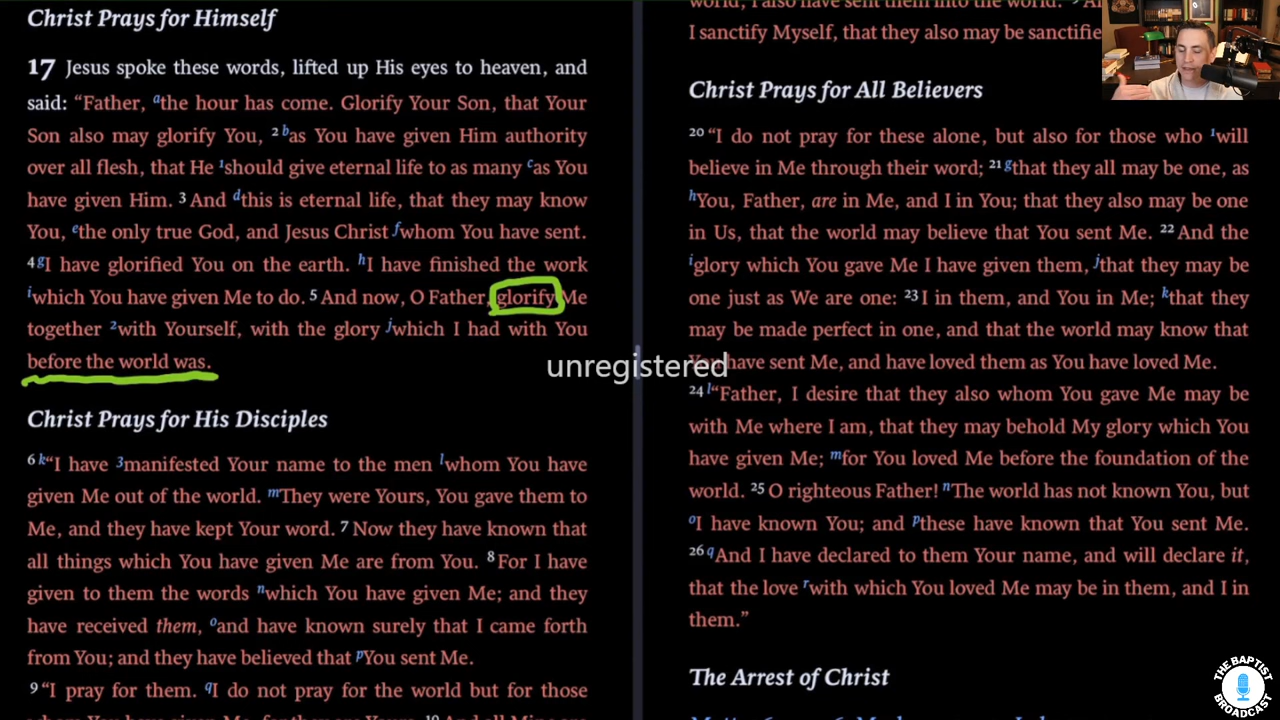 Christ Prays for Himself
17 Jesus spoke these words, lifted up His eyes to heaven, and
said: “Father, a the hour has come. Glorify Your Son, that Your
Son also may glorify You, 2 b as You have given Him authority
over all flesh, that He 1 should give eternal life to as many c as You
have given Him. 3 And d this is eternal life, that they may know
You, e the only true God, and Jesus Christ f whom You have sent.
4 g I have glorified You on the earth. h I have finished the work
i which You have given Me to do. 5 And now, O Father, glorify Me
together 2 with Yourself, with the glory j which I had with You
before the world was.
Christ Prays for His Disciples
6 k “I have 3 manifested Your name to the men l whom You have
given Me out of the world. m They were Yours, You gave them to
Me, and they have kept Your word. 7 Now they have known that
all things which You have given Me are from You. 8 For I have
given to them the words n which You have given Me; and they
have received them, o and have known surely that I came forth
from You; and they have believed that p You sent Me.
9 “I pray for them. q I do not pray for the world but for those
I sanctify Myself, that they also may be sanctifie
Christ Prays for All Believers
20 “I do not pray for these alone, but also for those who 1 will
believe in Me through their word; 21 g that they all may be one, as
h You, Father, are in Me, and I in You; that they also may be one
in Us, that the world may believe that You sent Me. 22 And the
i glory which You gave Me I have given them, j that they may be
one just as We are one: 23 I in them, and You in Me; k that they
may be made perfect in one, and that the world may know that
You have sent Me, and have loved them as You have loved Me.
24 l “Father, I desire that they also whom You gave Me may be
with Me where I am, that they may behold My glory which You
have given Me; m for You loved Me before the foundation of the
world. 25 O righteous Father! n The world has not known You, but
o I have known You; and p these have known that You sent Me.
26 q And I have declared to them Your name, and will declare it,
that the love r with which You loved Me may be in them, and I in
them.”
The Arrest of Christ
unregistered
THE BAPTIST
BROADCAST